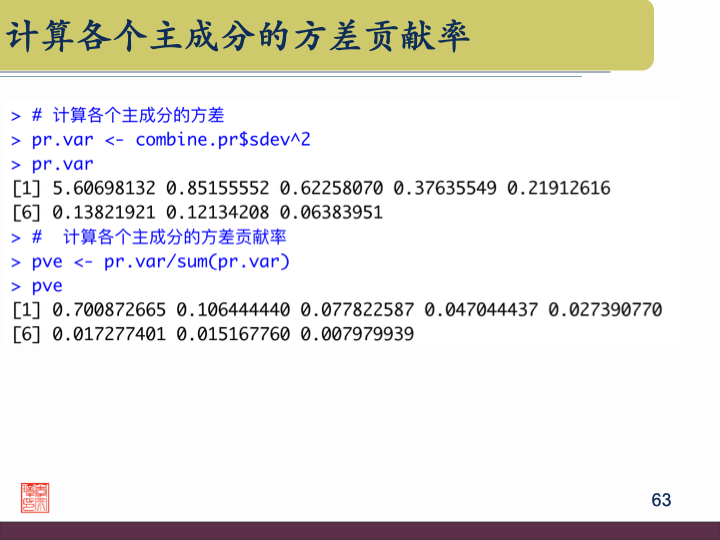 计算各个主成分的方差贡献率
> # 计算各个主成分的方差
> pr.var <- combine.pr$sdev^2
> pr.var
[1] 5.60698132 0.85155552 0.62258070 0.37635549 0.21912616
[6] 0.13821921 0.12134208 0.06383951
> #  计算各个主成分的方差贡献率
> pve <- pr.var/sum(pr.var)
> pve
[1] 0.700872665 0.106444440 0.077822587 0.047044437 0.027390770
[6] 0.017277401 0.015167760 0.007979939
63